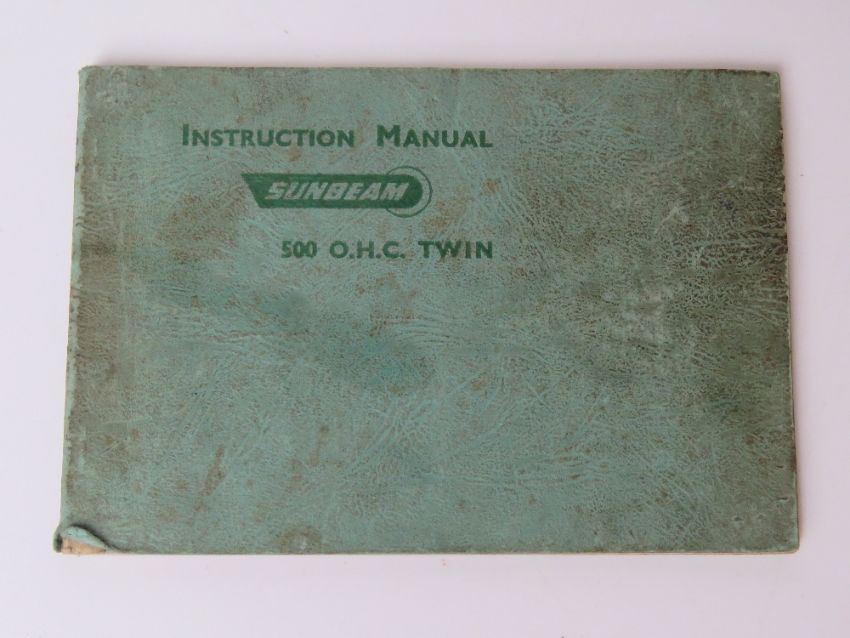 INSTRUCTION MANUAL
SUNBEAM
500 O.H.C. TWIN